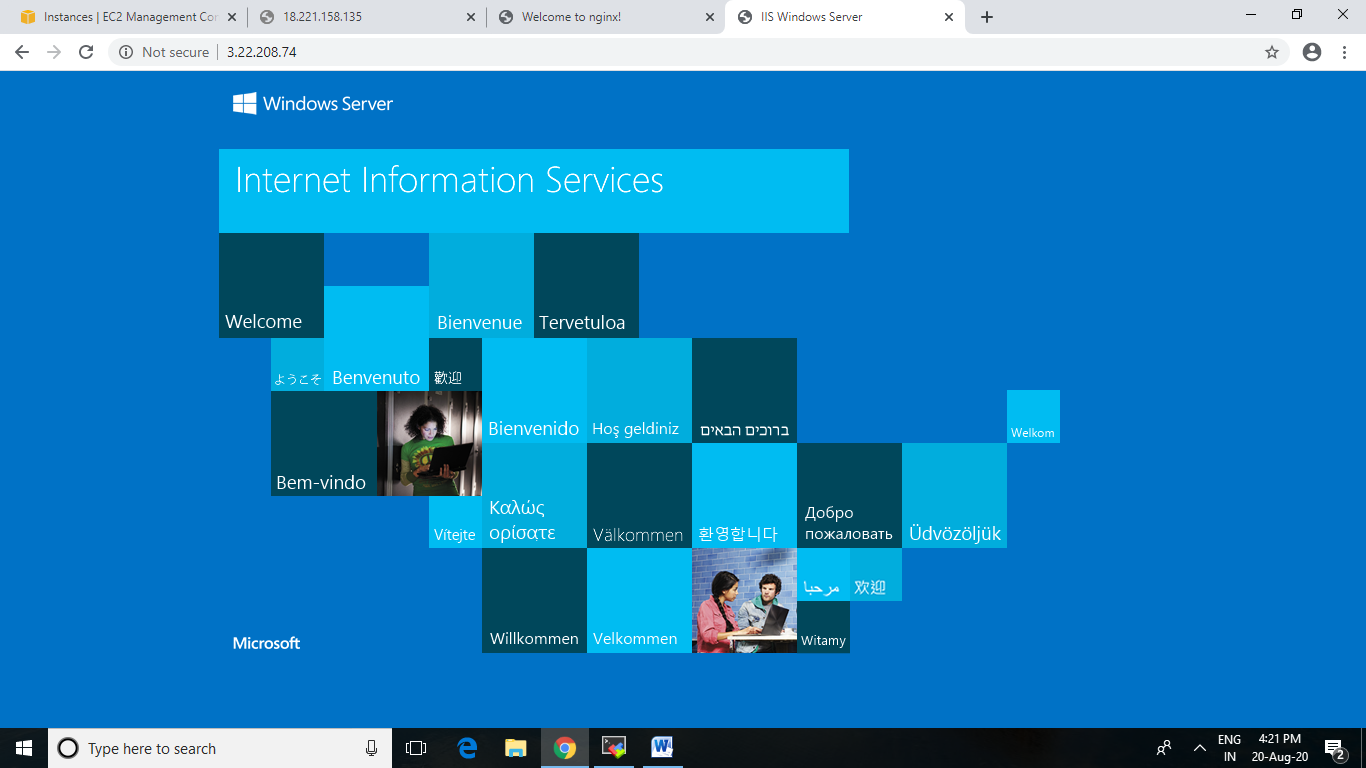 Instances | EC2 Management Con
18.221.158.135
Welcome to nginx!
IIS Windows Server
Not secure
3.22.208.74
Windows Server
Internet Information Services
Welcome
Bienvenue
Tervetuloa
ようこそ
Benvenuto
歡迎
Bienvenido
Hoş geldiniz
ברוכים הבאים
Welkom
Bem-vindo
Vítejte
Καλώς
ορίσατε
Välkommen
환영합니다
Добро
пожаловать
Üdvözöljük
Willkommen
Velkommen
مرحبا
欢迎
Witamy
Microsoft
Type here to search
ENG
IN
4:21 PM
20-Aug-20
2